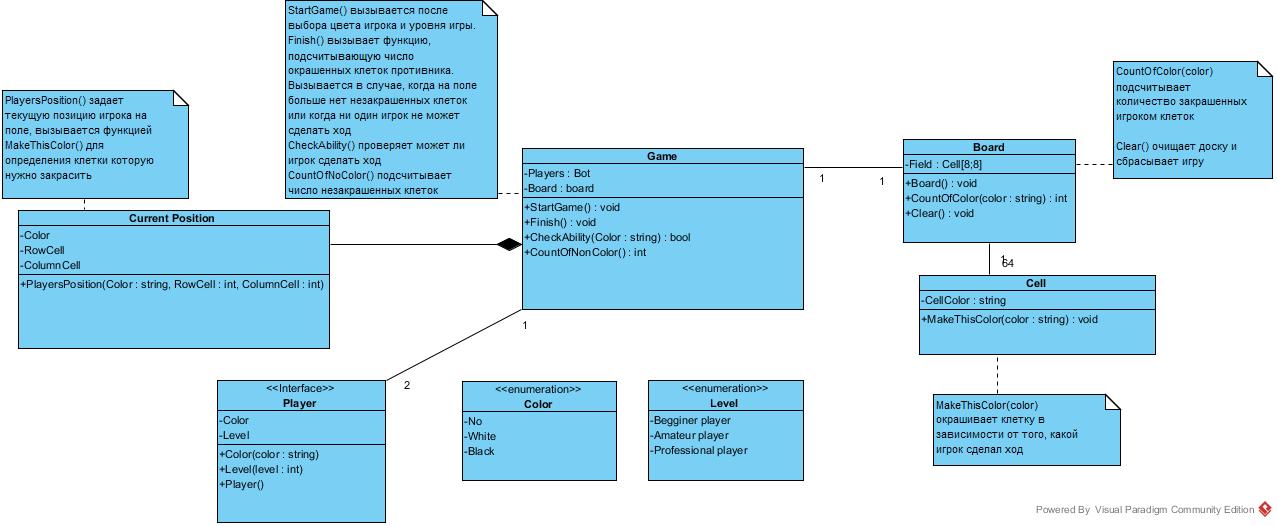 StartGame() вызывается после
выбора цвета игрока и уровня игры.
Finish() вызывает функцию,
подсчитывающую число
окрашенных клеток противника.
Вызывается в случае, когда на поле
больше нет незакрашенных клеток
или когда ни один игрок не может
сделать ход
CheckAbility() проверяет может ли
игрок сделать ход
CountOfNoColor() подсчитывает
число незакрашенных клеток
PlayersPosition() задает
текущую позицию игрока на
поле, вызывается функцией
MakeThisColor() для
определения клетки которую
нужно закрасить
CountOfColor(color)
подсчитывает
количество закрашенных
игроком клеток
Clear() очищает доску и
сбрасывает игру
Game
-Players : Bot
-Board : board
+StartGame() : void
+Finish() : void
+CheckAbility(Color : string) : bool
+CountOfNonColor() : int
1
1
Board
-Field : Cell[8;8]
+Board() : void
+CountOfColor(color : string) : int
+Clear() : void
Current Position
-Color
-RowCell
-ColumnCell
+PlayersPosition(Color : string, RowCell : int, ColumnCell : int)
1
64
Cell
-CellColor : string
+MakeThisColor(color : string) : void
1
2
<<Interface>>
Player
-Color
-Level
+Color(color : string)
+Level(level : int)
+Player()
<<enumeration>>
Color
-No
-White
-Black
<<enumeration>>
Level
-Begginer player
-Amateur player
-Professional player
MakeThisColor(color)
окрашивает клетку в
зависимости от того, какой
игрок сделал ход
Powered By Visual Paradigm Community Edition